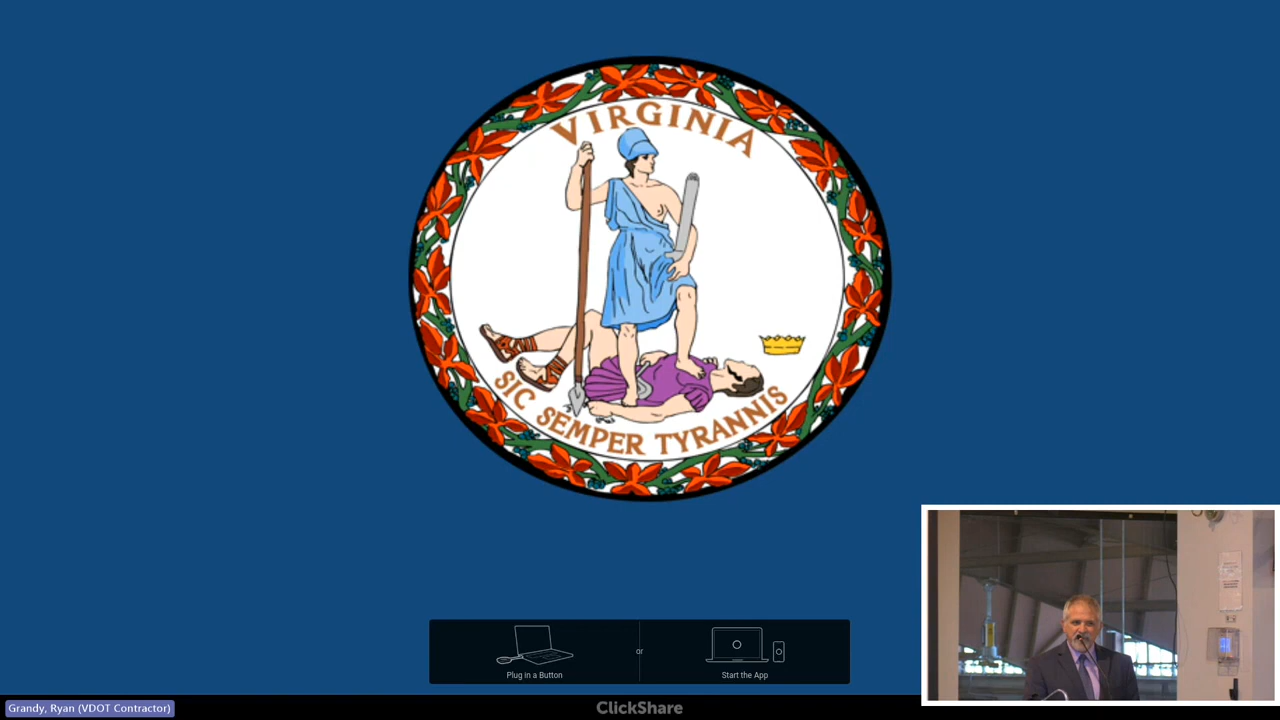 VIRGINIA
SIC SEMPER TYRANNIS
Plug in a Button
or
Start the App
Grandy, Ryan (VDOT Contractor)
ClickShare